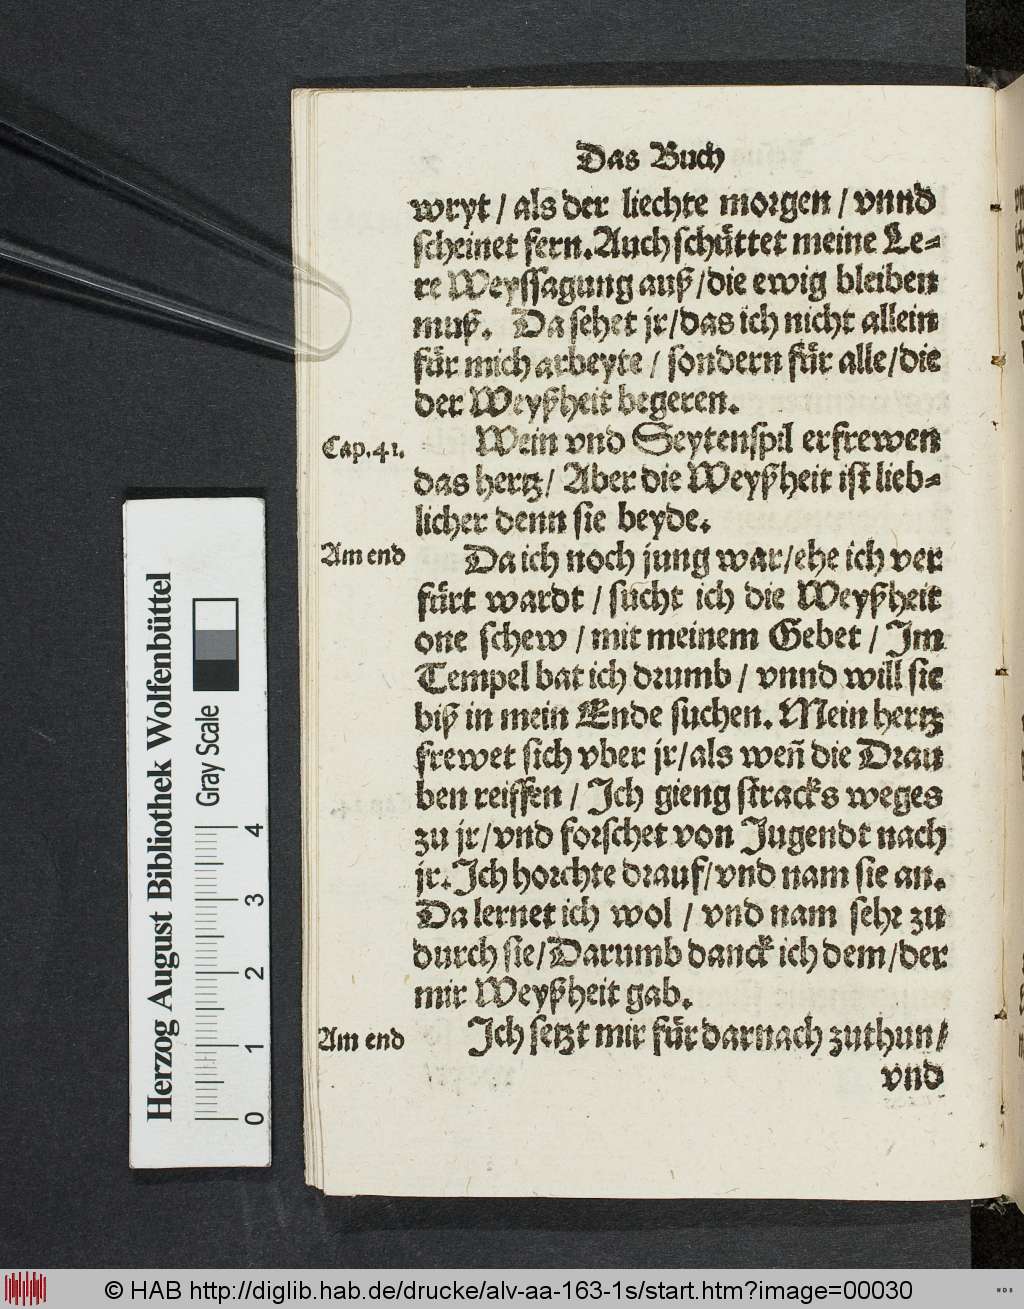 Das Buch
wryt / als der liechte morgen / vnnd
scheinet fern. Auch schüttet meine Le-
re Weyssagung auß / die ewig bleiben
muß. Da sehet jr / das ich nicht allein
für mich arbeyte / sondern für alle / die
der Weyßheit begeren.
Cap. 41. Wein vnd Seytenspil erfrewen
das hertz / Aber die Weyßheit ist lieb-
licher denn sie beyde.
Am end Da ich noch jung war / ehe ich ver
fürt wardt / sucht ich die Weyßheit
one schew / mit meinem Gebet / Im
Tempel bat ich drumb / vnnd will sie
biß in mein Ende suchen. Mein hertz
frewet sich vber jr / als weñ die Drau
ben reiffen / Ich gieng stracks weges
zu jr / vnd forschet von Jugendt nach
jr. Ich horchte drauf / vnd nam sie an.
Da lernet ich wol / vnd nam sehr zu
durch sie / Darumb danck ich dem / der
mir Weyßheit gab.
Am end Ich setzt mir für darnach zuthun /
vnd
Herzog August Bibliothek Wolfenbüttel
Gray Scale
0 1 2 3 4
© HAB http://diglib.hab.de/drucke/alv-aa-163-1s/start.htm?image=00030